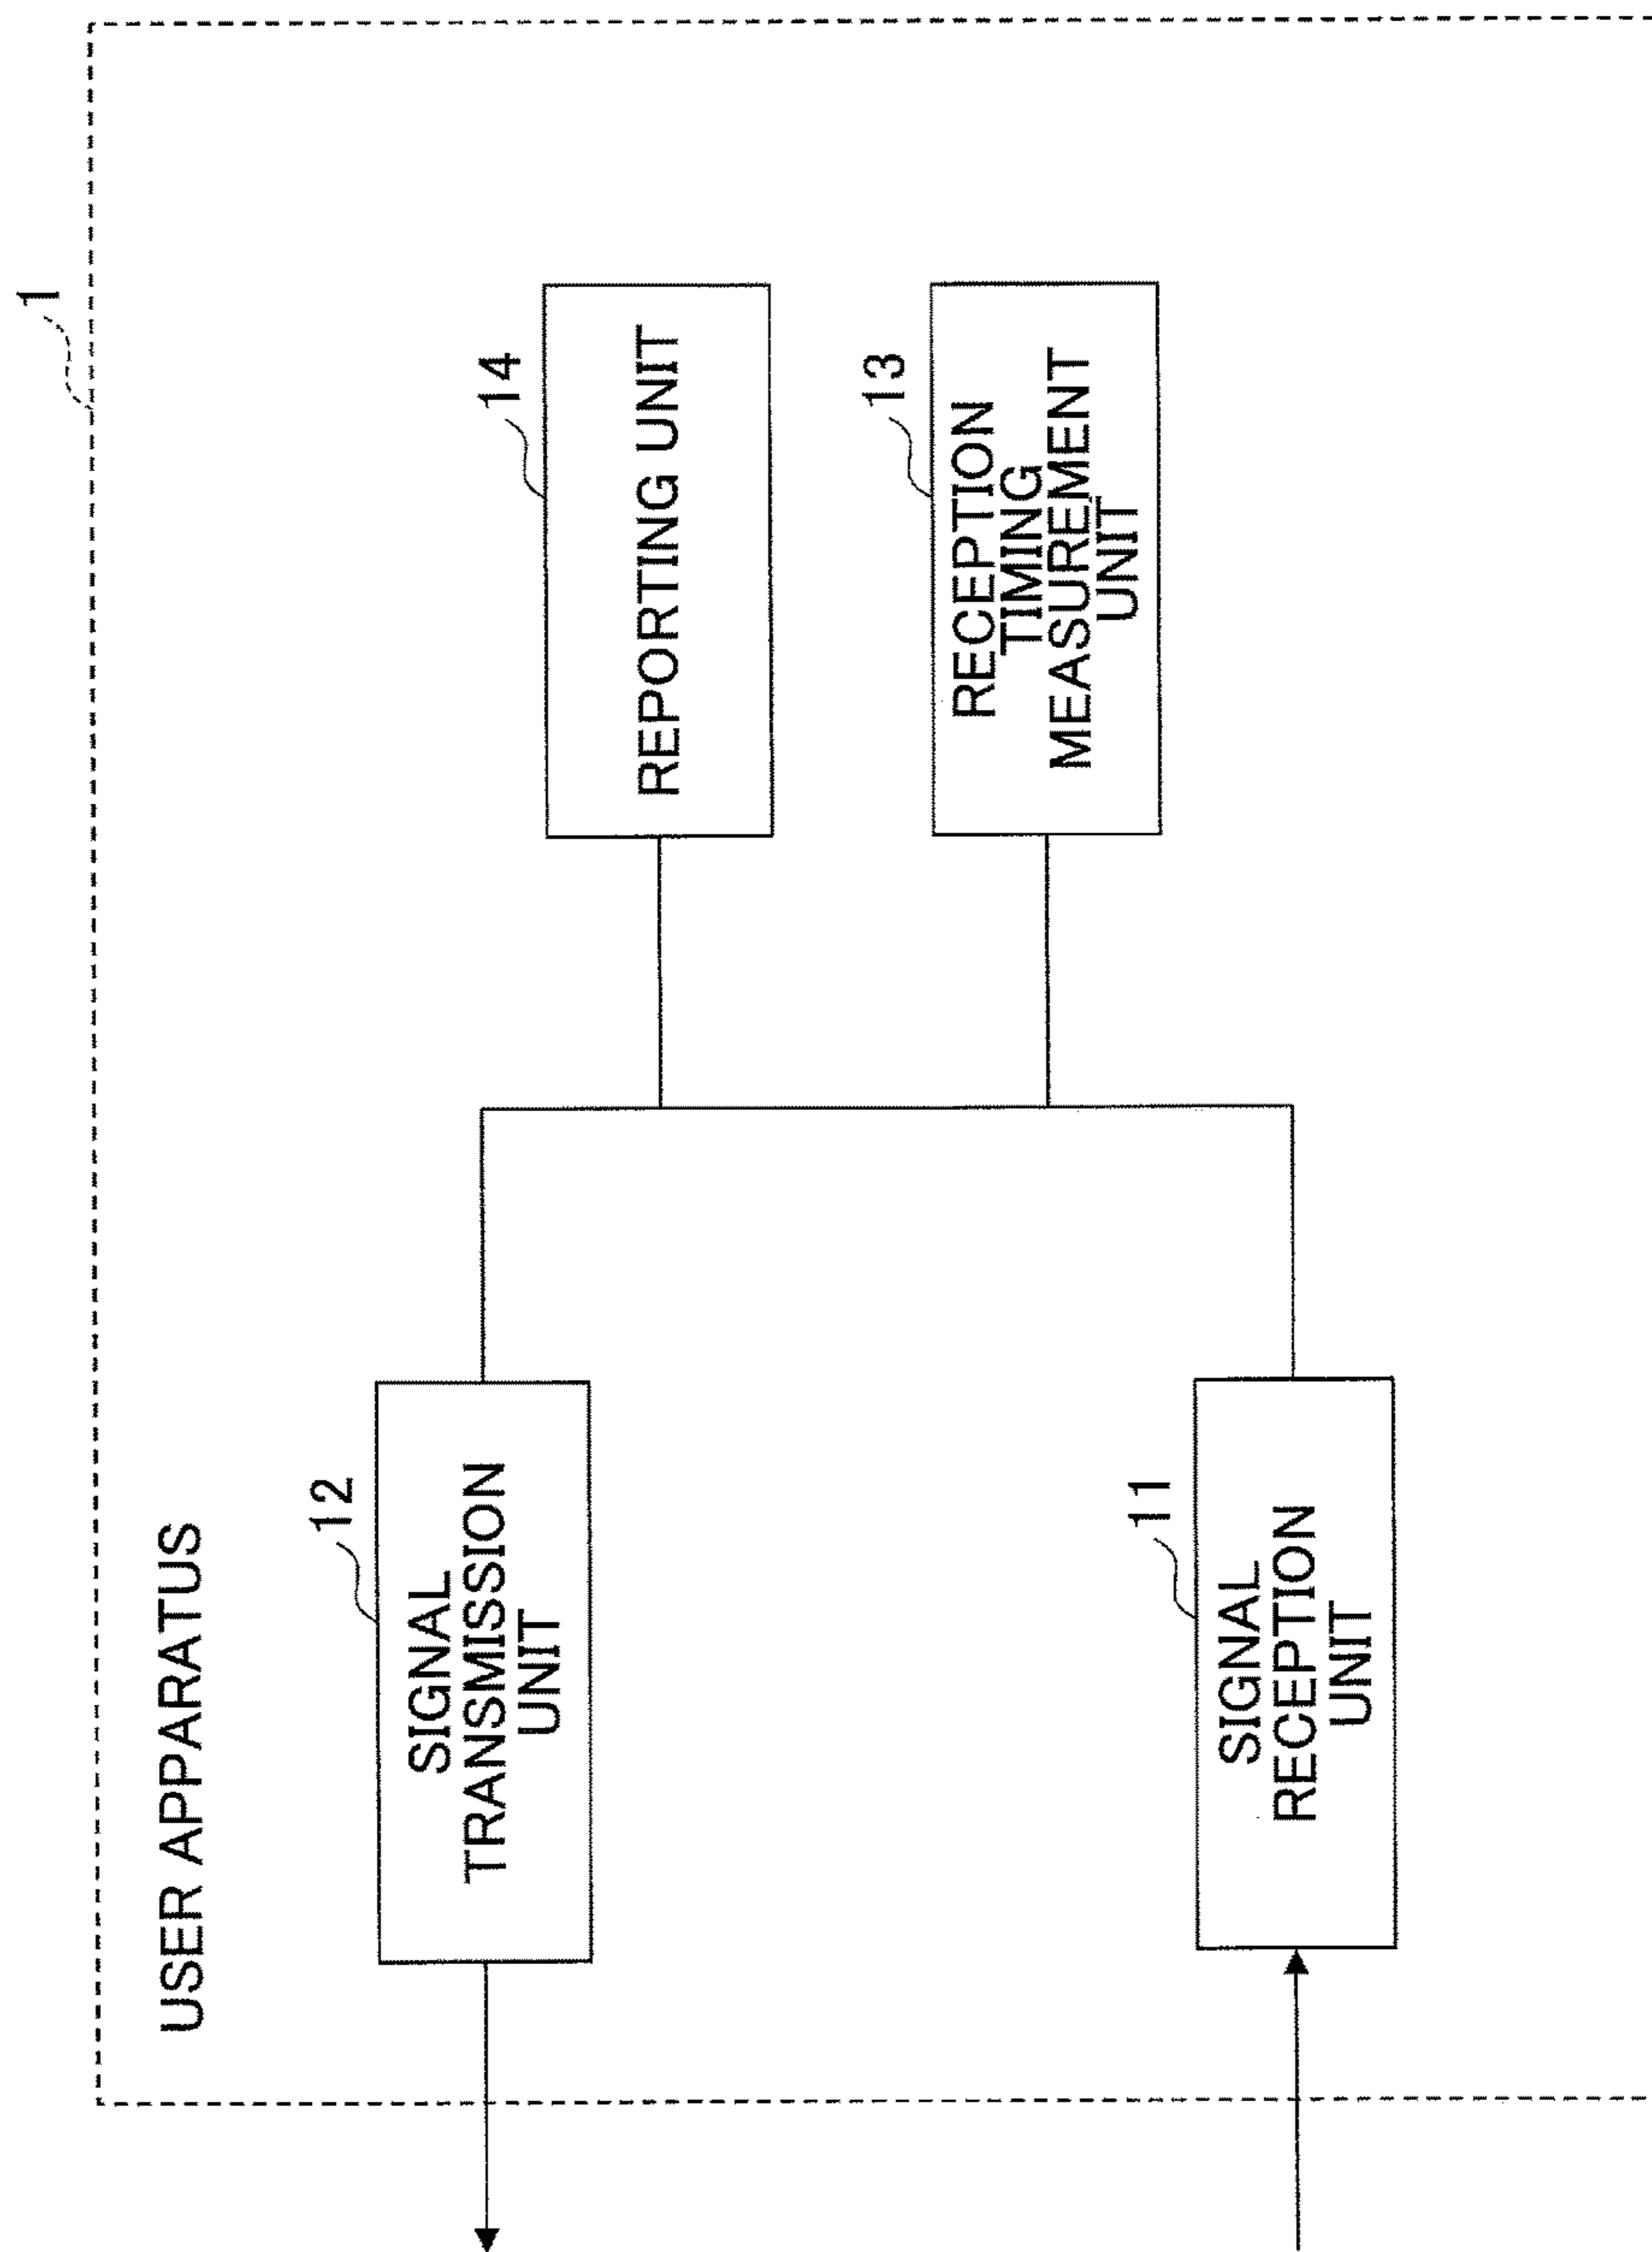 1
USER APPARATUS
12
SIGNAL
TRANSMISSION
UNIT
14
REPORTING UNIT
11
SIGNAL
RECEPTION
UNIT
13
RECEPTION
TIMING
MEASUREMENT
UNIT